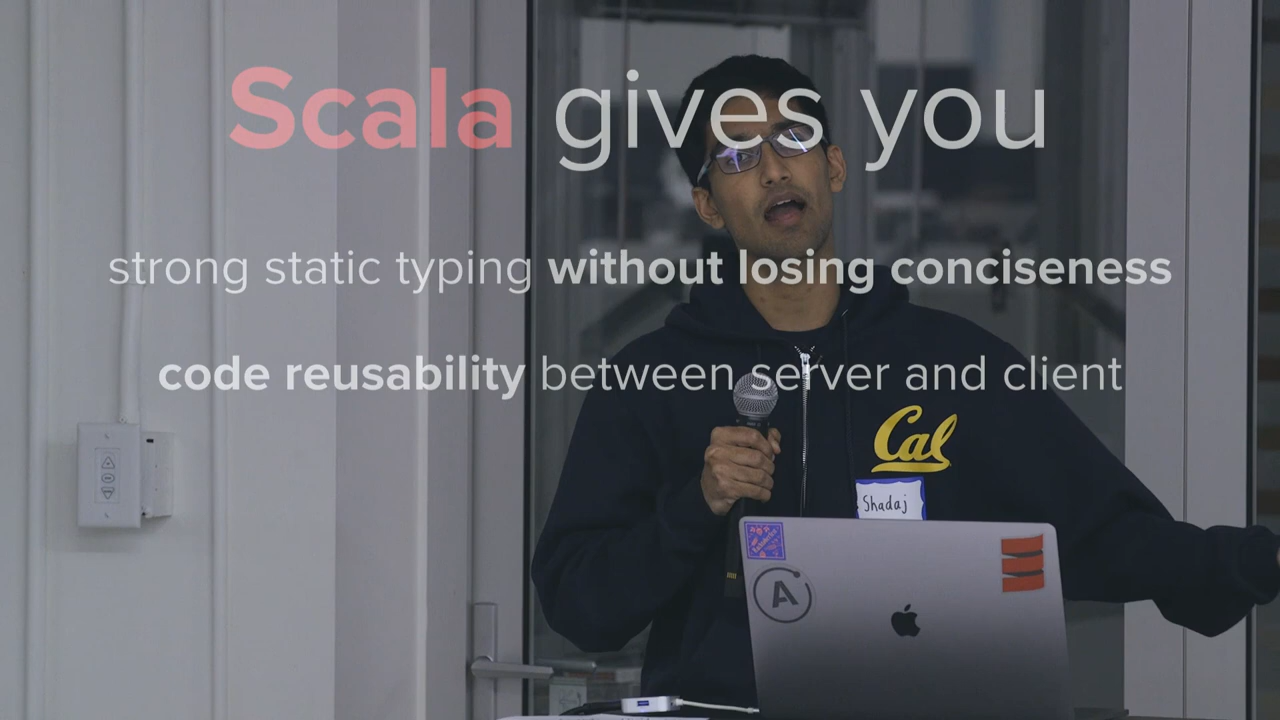 Scala gives you
strong static typing without losing conciseness
code reusability between server and client
Cal
Shadaj
A